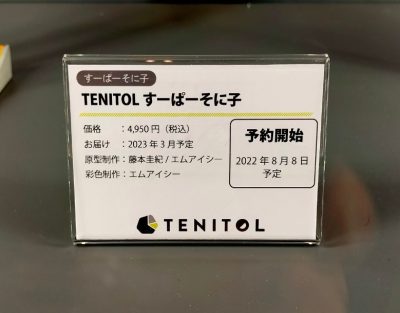 すーぱーそに子
TENITOL すーぱーそに子
価格　：4,950円（税込）
お届け　：2023年3月予定
原型制作：藤本圭紀 / エムアイシー
彩色制作：エムアイシー
予約開始
2022年8月8日
予定
TENITOL